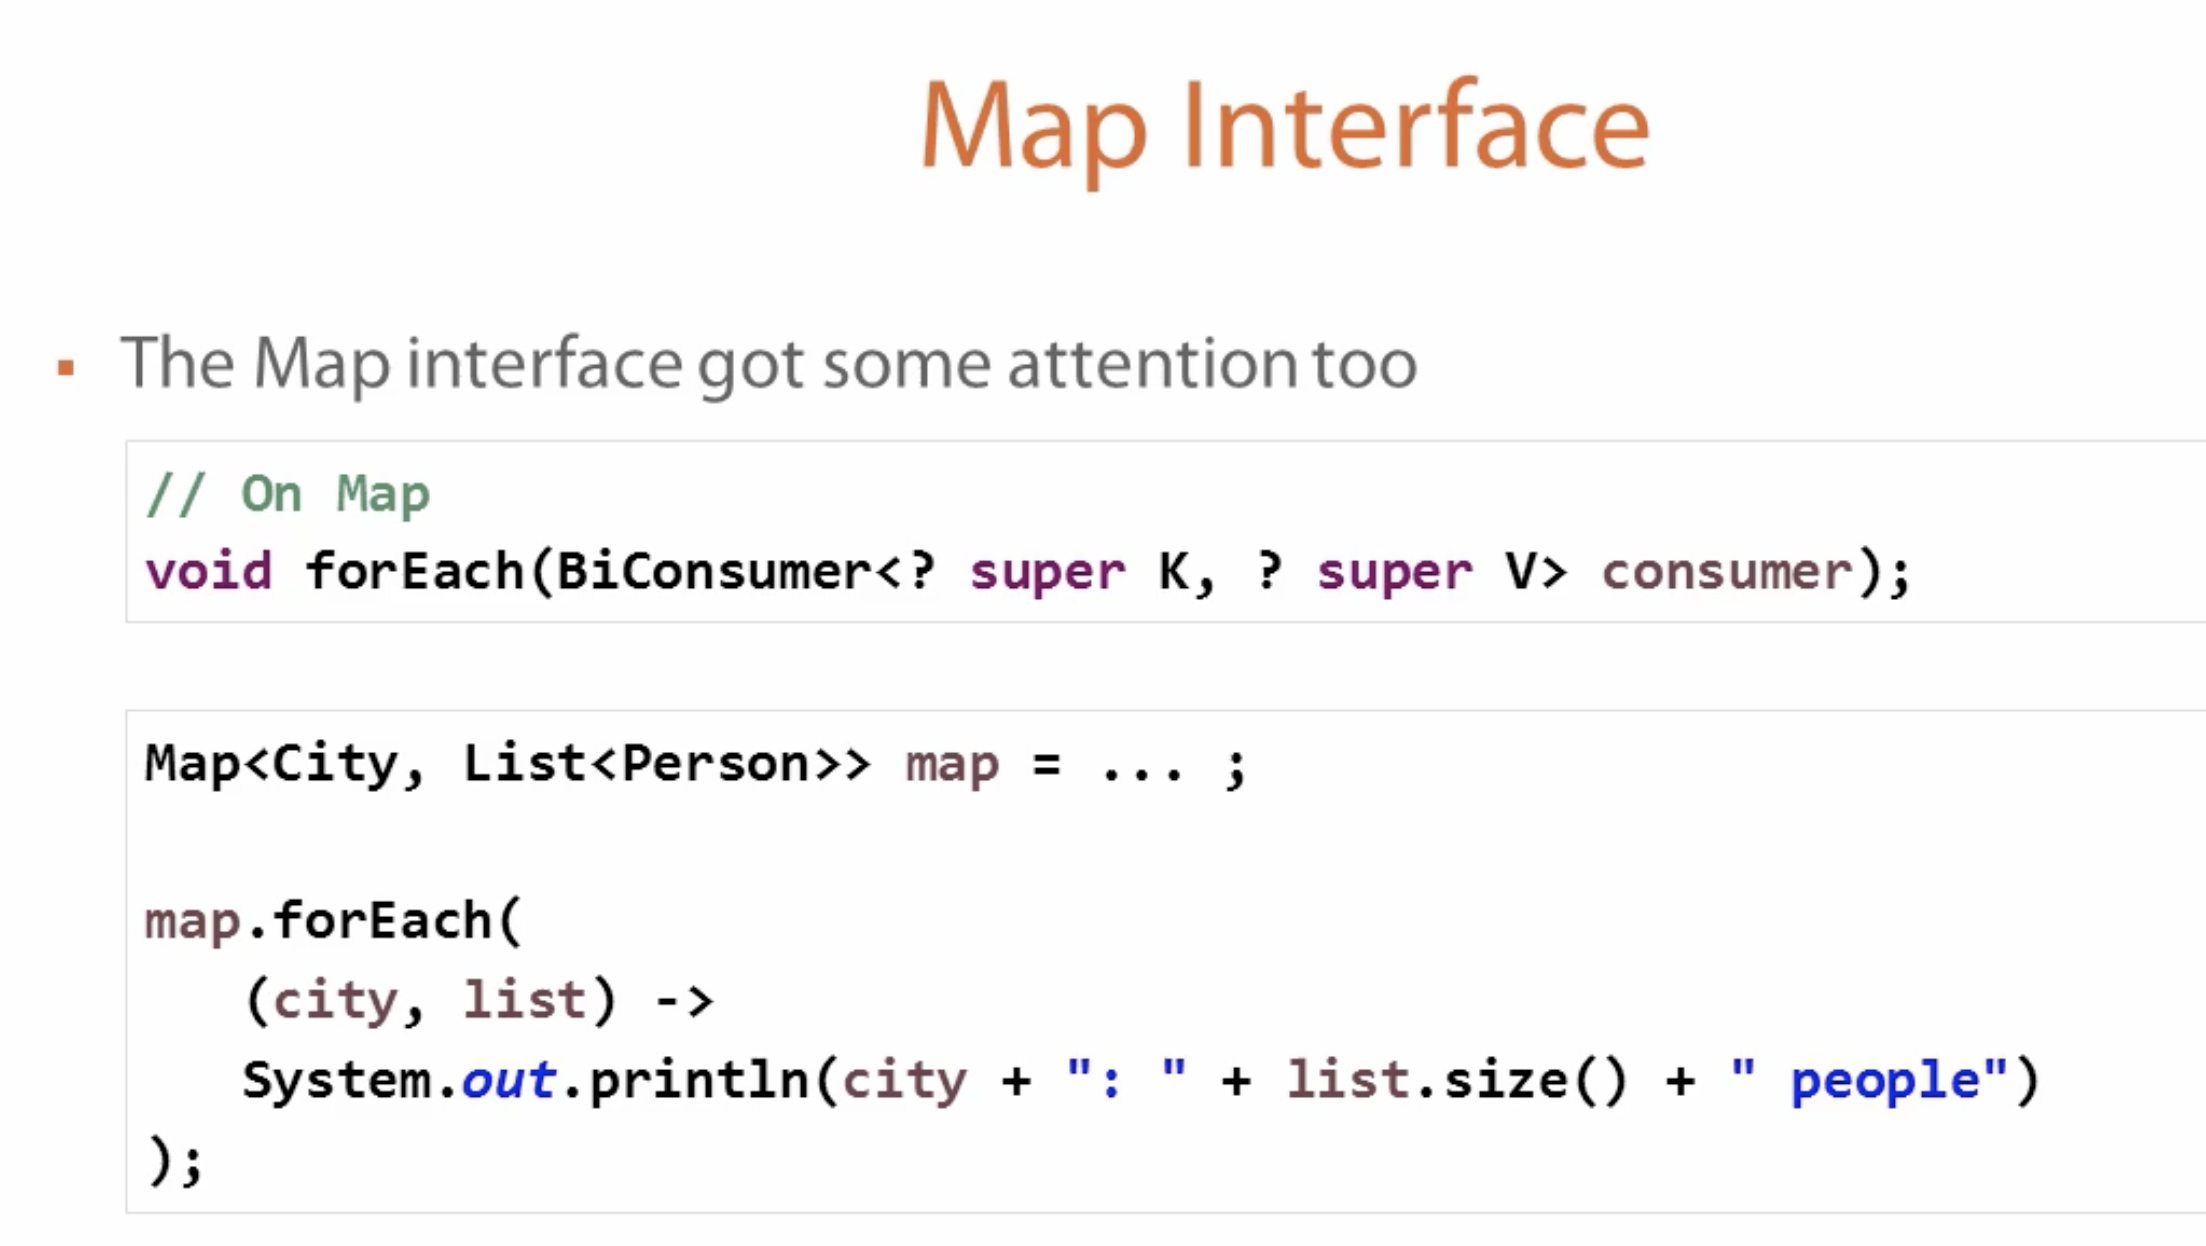 Map Interface
▪ The Map interface got some attention too
// On Map
void forEach(BiConsumer<? super K, ? super V> consumer);
Map<City, List<Person>> map = ... ;
map.forEach(
(city, list) ->
System.out.println(city + ": " + list.size() + " people")
);